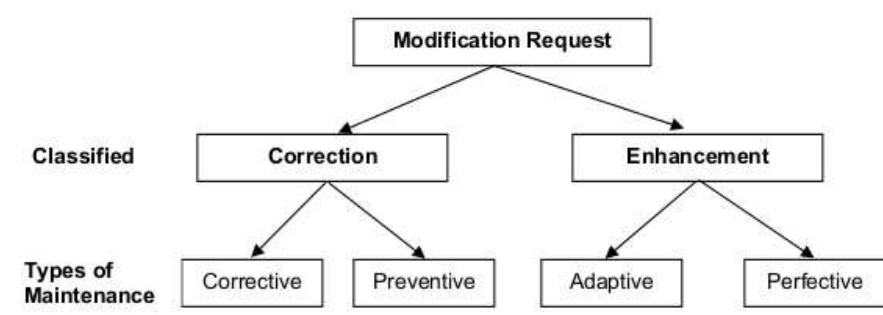 Modification Request
Classified
Correction
Enhancement
Types of
Maintenance
Corrective
Preventive
Adaptive
Perfective